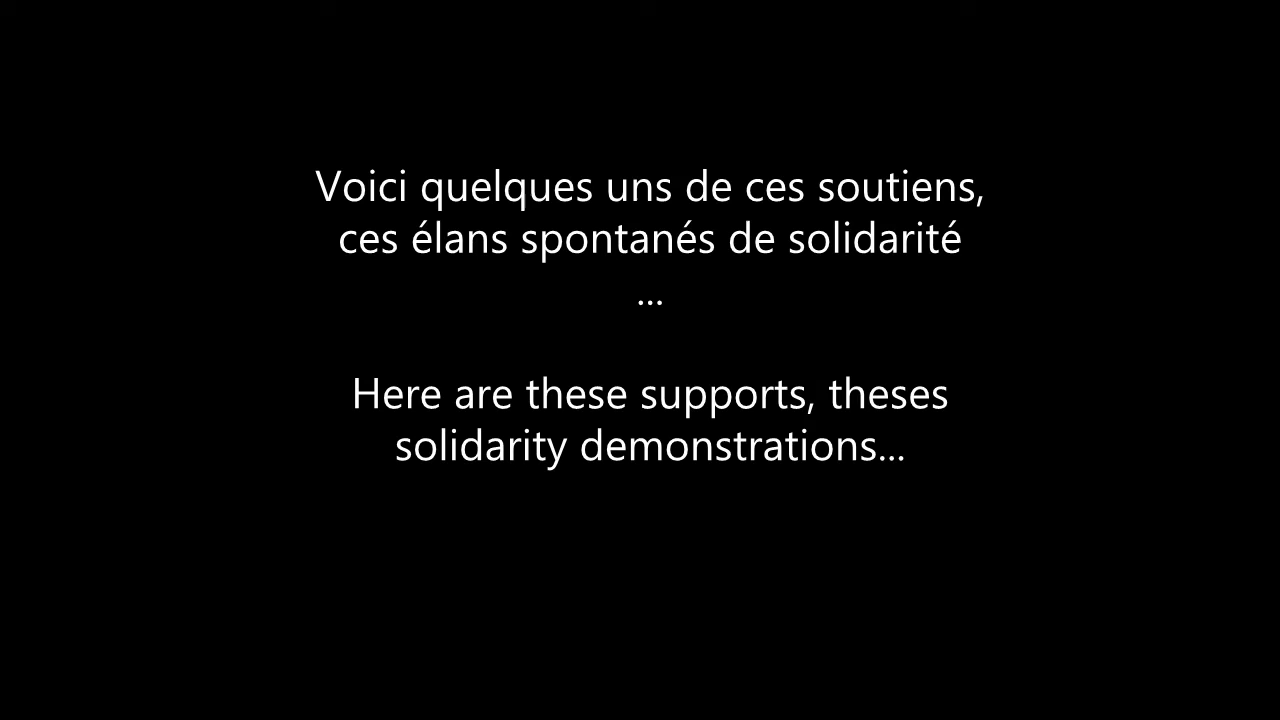 Voici quelques uns de ces soutiens,
ces élans spontanés de solidarité
...
Here are these supports, theses
solidarity demonstrations...